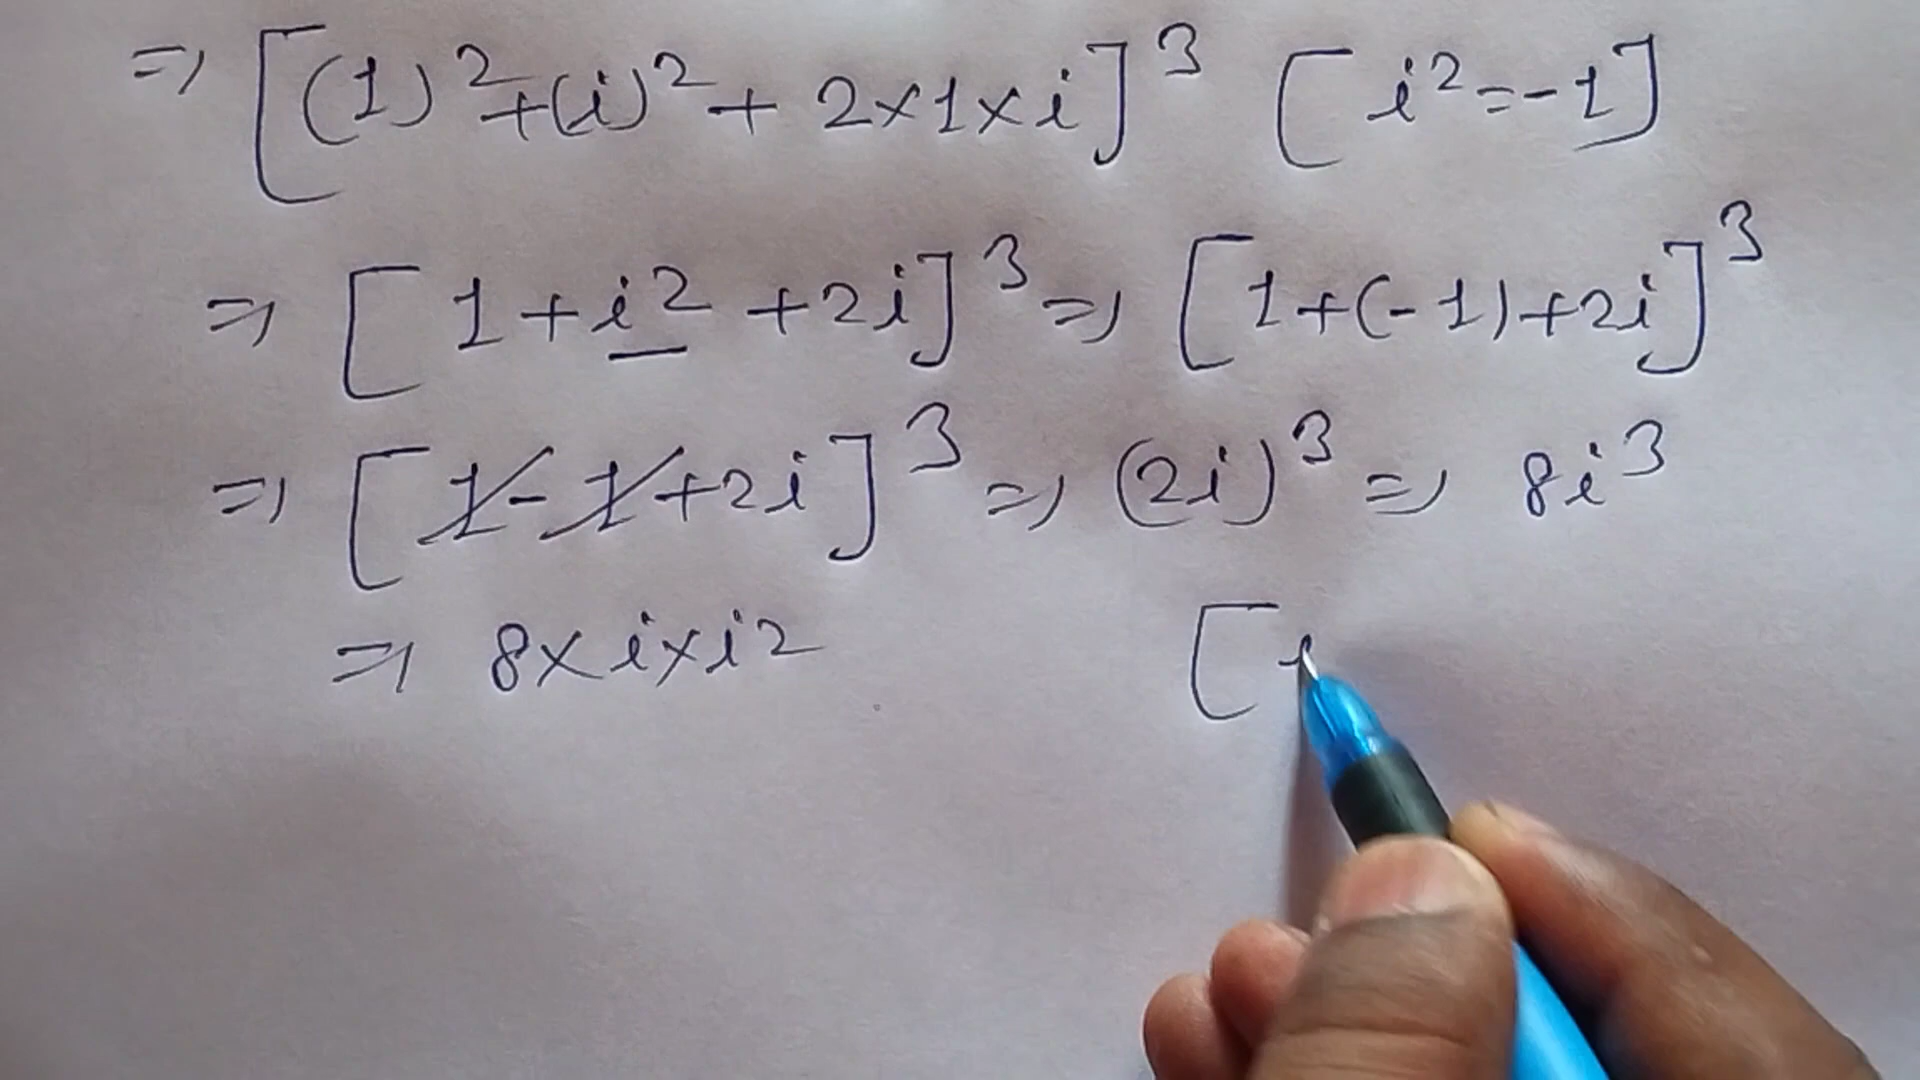 ⇒ [(1)²+(i)²+ 2×1×i]³ [i²=-1]
⇒ [1+i²+2i]³ ⇒ [1+(-1)+2i]³
⇒ [1-1+2i]³ ⇒ (2i)³ ⇒ 8i³
⇒ 8×i×i² [